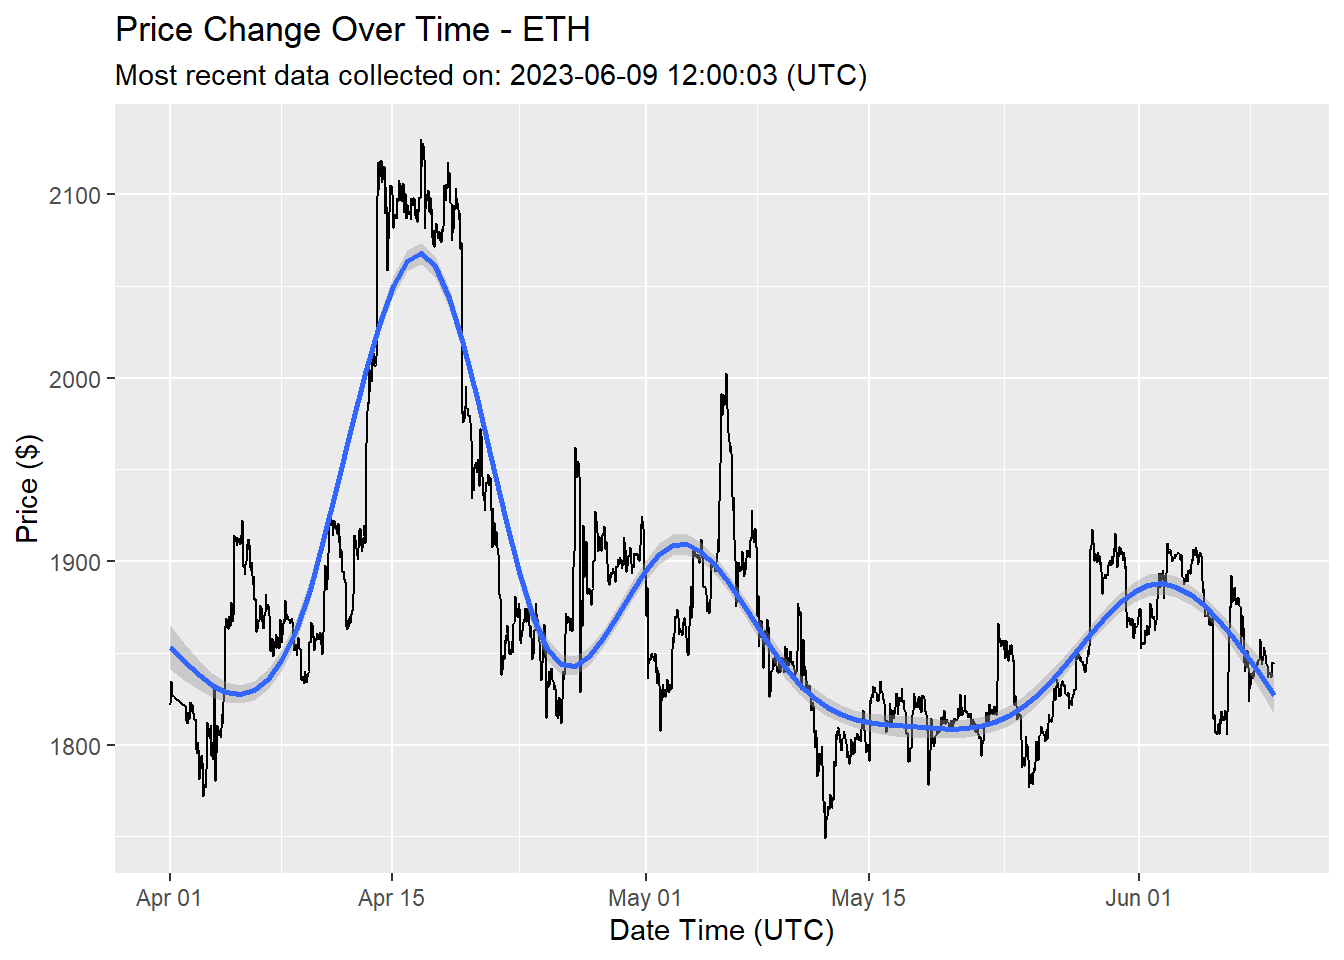 Price Change Over Time - ETH
Most recent data collected on: 2023-06-09 12:00:03 (UTC)
Price ($)
2100
2000
1900
1800
Apr 01
Apr 15
May 01
May 15
Jun 01
Date Time (UTC)